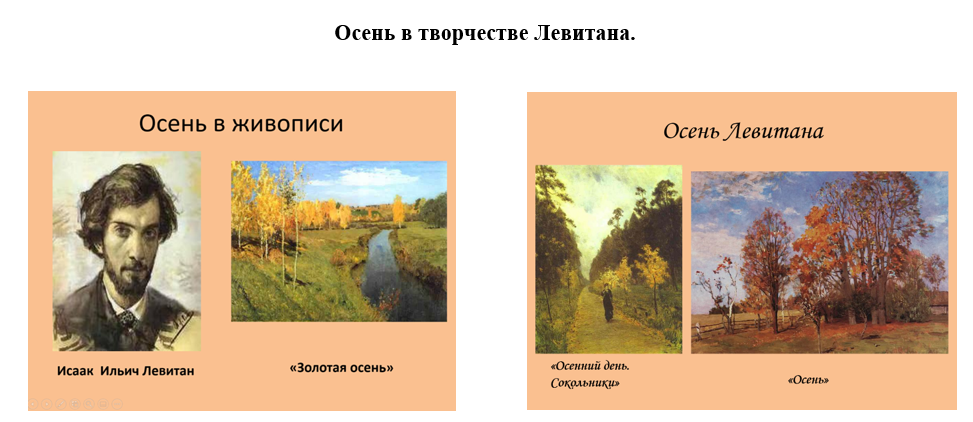 Осень в творчестве Левитана.
Осень в живописи
Исаак Ильич Левитан
«Золотая осень»
Осень Левитана
«Осенний день.
Сокольники»
«Осень»